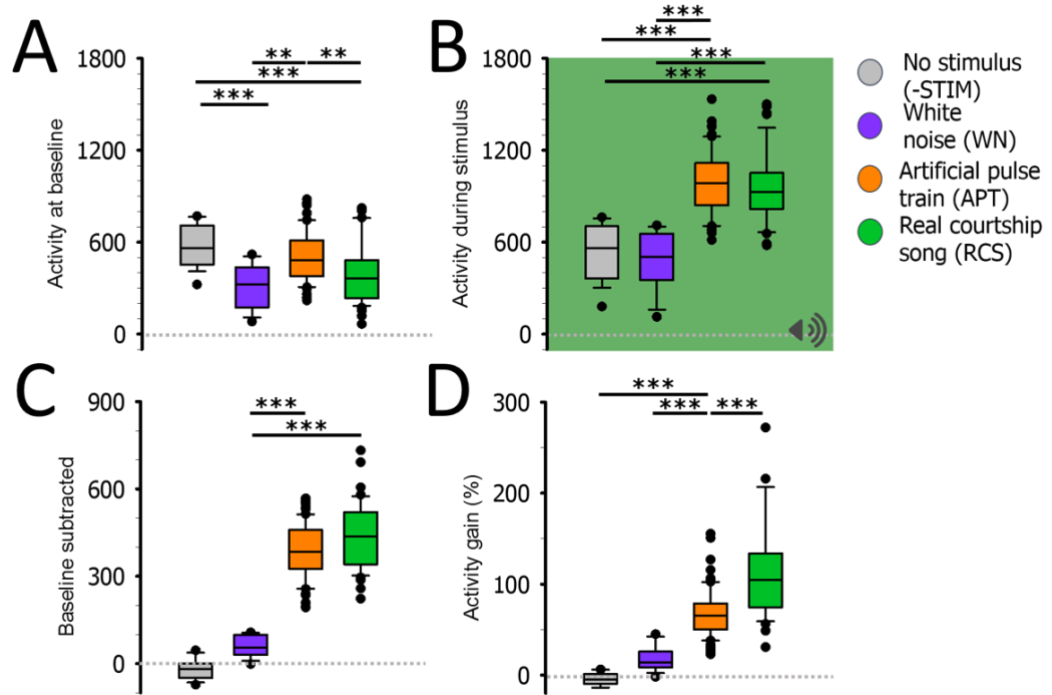 A
B
** **
***
***
***
***
***
***
1800
1200
600
0
Activity at baseline
1800
1200
600
0
Activity during stimulus
No stimulus
(-STIM)
White
noise (WN)
Artificial pulse
train (APT)
Real courtship
song (RCS)
C
D
***
***
900
600
300
0
Baseline subtracted
***
*** ***
300
200
100
0
Activity gain (%)